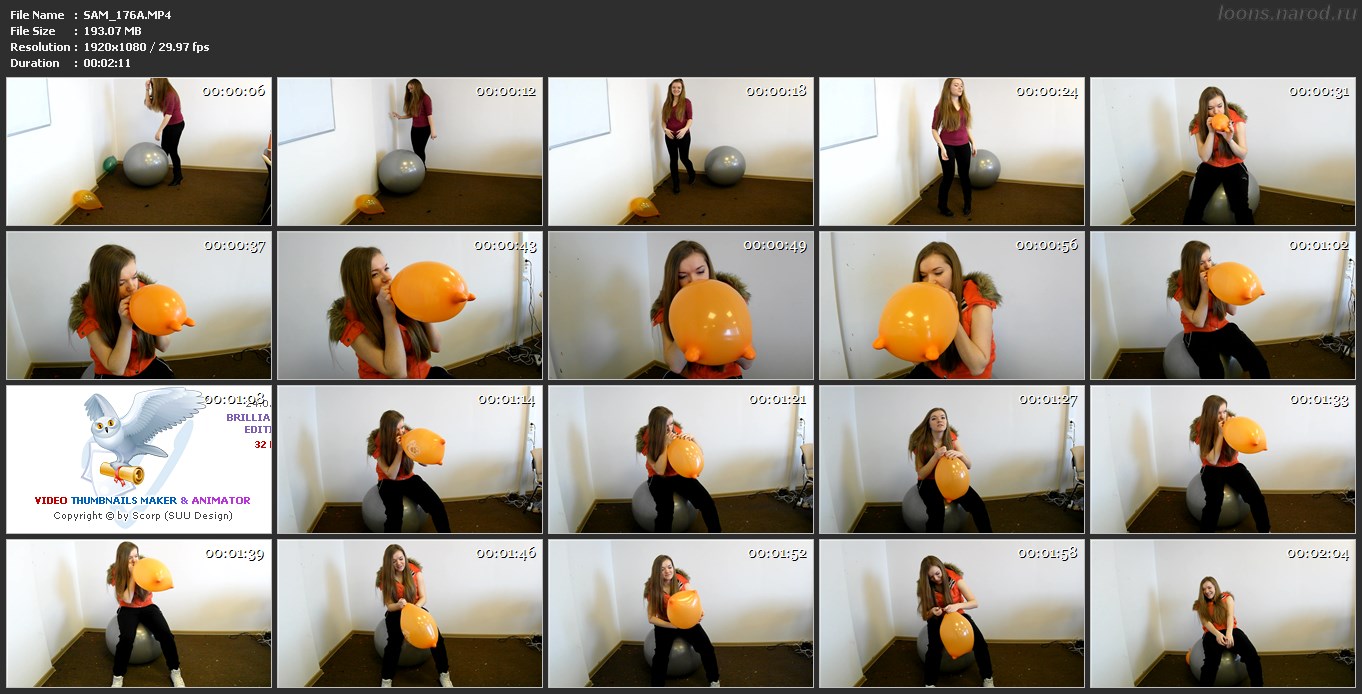 File Name : SAM_176A.MP4
loons.narod.ru
File Size : 193.07 MB
Resolution : 1920x1080 / 29.97 fps
Duration : 00:02:11
00:00:06
00:00:12
00:00:18
00:00:24
00:00:31
00:00:37
00:00:43
00:00:49
00:00:56
00:01:02
00:01:08
BRILLIA
EDITI
32
VIDEO THUMBNAILS MAKER & ANIMATOR
Copyright © by Scorp (SUU Design)
00:01:14
00:01:21
00:01:27
00:01:33
00:01:39
00:01:46
00:01:52
00:01:58
00:02:04